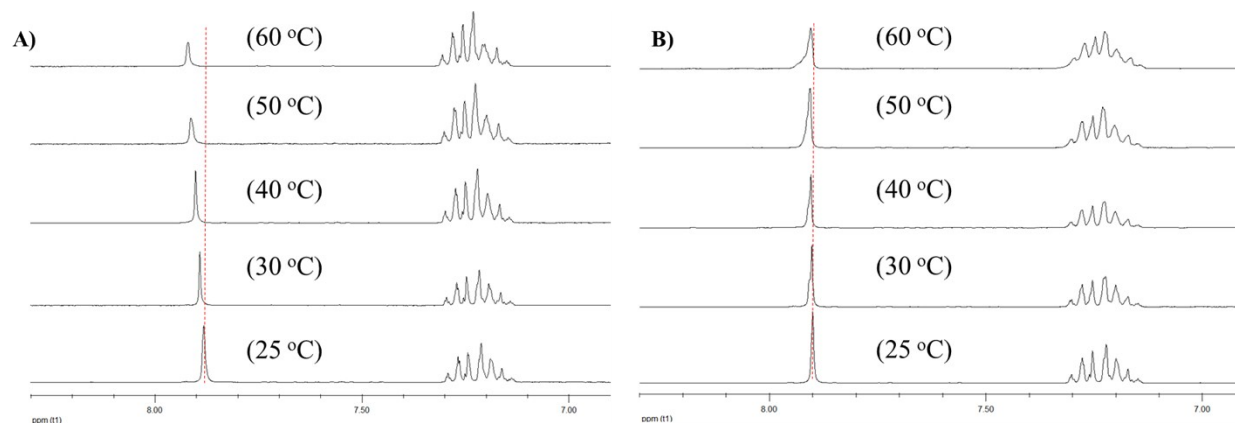 A)
(60 °C)
(50 °C)
(40 °C)
(30 °C)
(25 °C)
8.00
7.50
7.00
ppm (t1)
B)
(60 °C)
(50 °C)
(40 °C)
(30 °C)
(25 °C)
8.00
7.50
7.00
ppm (t1)